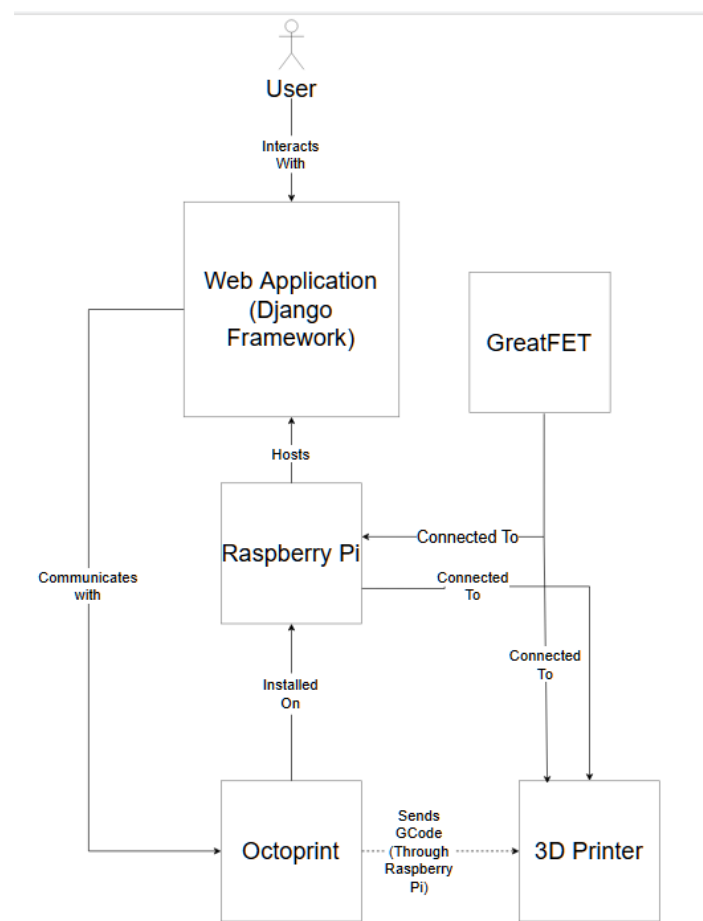 User
Interacts
With
Web Application
(Django
Framework)
GreatFET
Hosts
Connected To
Raspberry Pi
Connected
To
Communicates
with
Connected
To
Installed
On
Sends
GCode
(Through
Raspberry
Pi)
Octoprint
3D Printer